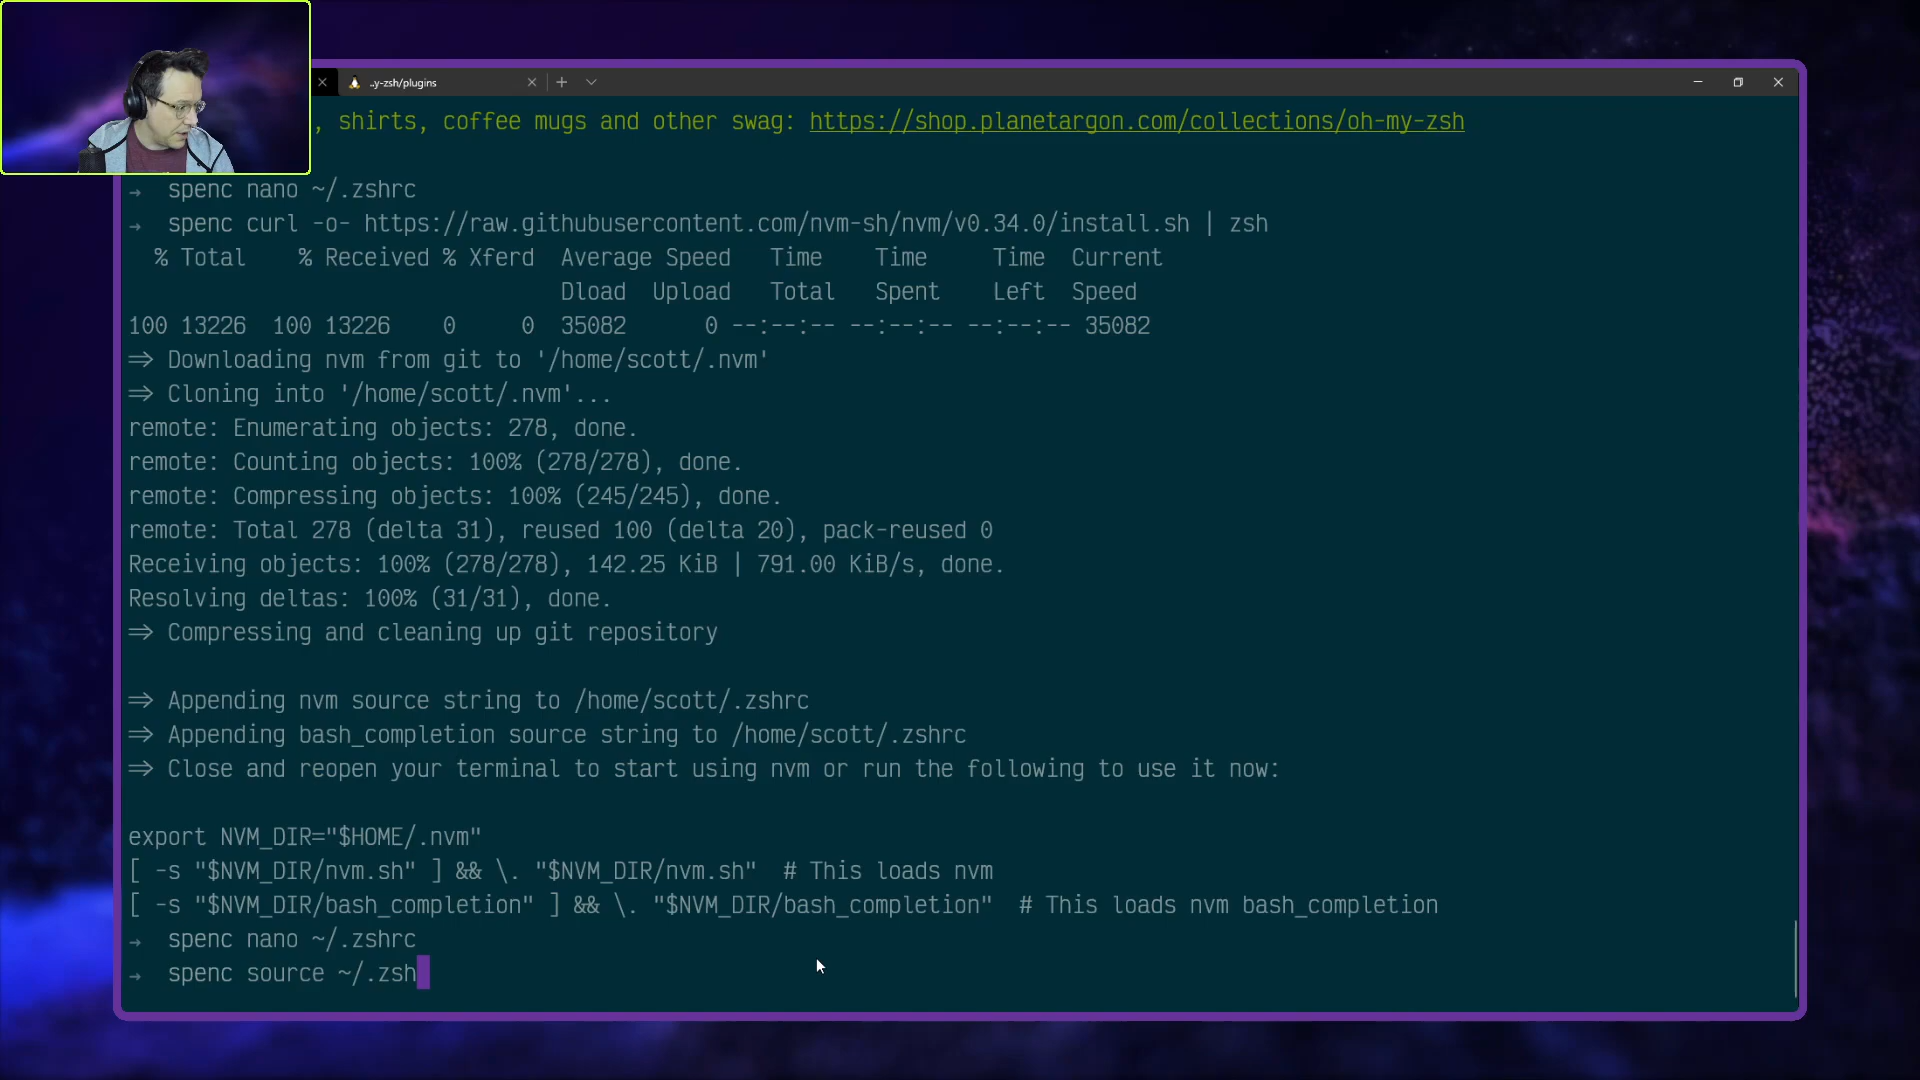 ..y-zsh/plugins
, shirts, coffee mugs and other swag: https://shop.planetargon.com/collections/oh-my-zsh
→ spenc nano ~/.zshrc
→ spenc curl -o- https://raw.githubusercontent.com/nvm-sh/nvm/v0.34.0/install.sh | zsh
% Total % Received % Xferd Average Speed Time Time Time Current
Dload Upload Total Spent Left Speed
100 13226 100 13226 0 0 35082 0 --:--:-- --:--:-- --:--:-- 35082
=> Downloading nvm from git to '/home/scott/.nvm'
=> Cloning into '/home/scott/.nvm'...
remote: Enumerating objects: 278, done.
remote: Counting objects: 100% (278/278), done.
remote: Compressing objects: 100% (245/245), done.
remote: Total 278 (delta 31), reused 100 (delta 20), pack-reused 0
Receiving objects: 100% (278/278), 142.25 KiB | 791.00 KiB/s, done.
Resolving deltas: 100% (31/31), done.
=> Compressing and cleaning up git repository
=> Appending nvm source string to /home/scott/.zshrc
=> Appending bash_completion source string to /home/scott/.zshrc
=> Close and reopen your terminal to start using nvm or run the following to use it now:
export NVM_DIR="$HOME/.nvm"
[ -s "$NVM_DIR/nvm.sh" ] && \. "$NVM_DIR/nvm.sh" # This loads nvm
[ -s "$NVM_DIR/bash_completion" ] && \. "$NVM_DIR/bash_completion" # This loads nvm bash_completion
→ spenc nano ~/.zshrc
→ spenc source ~/.zsh